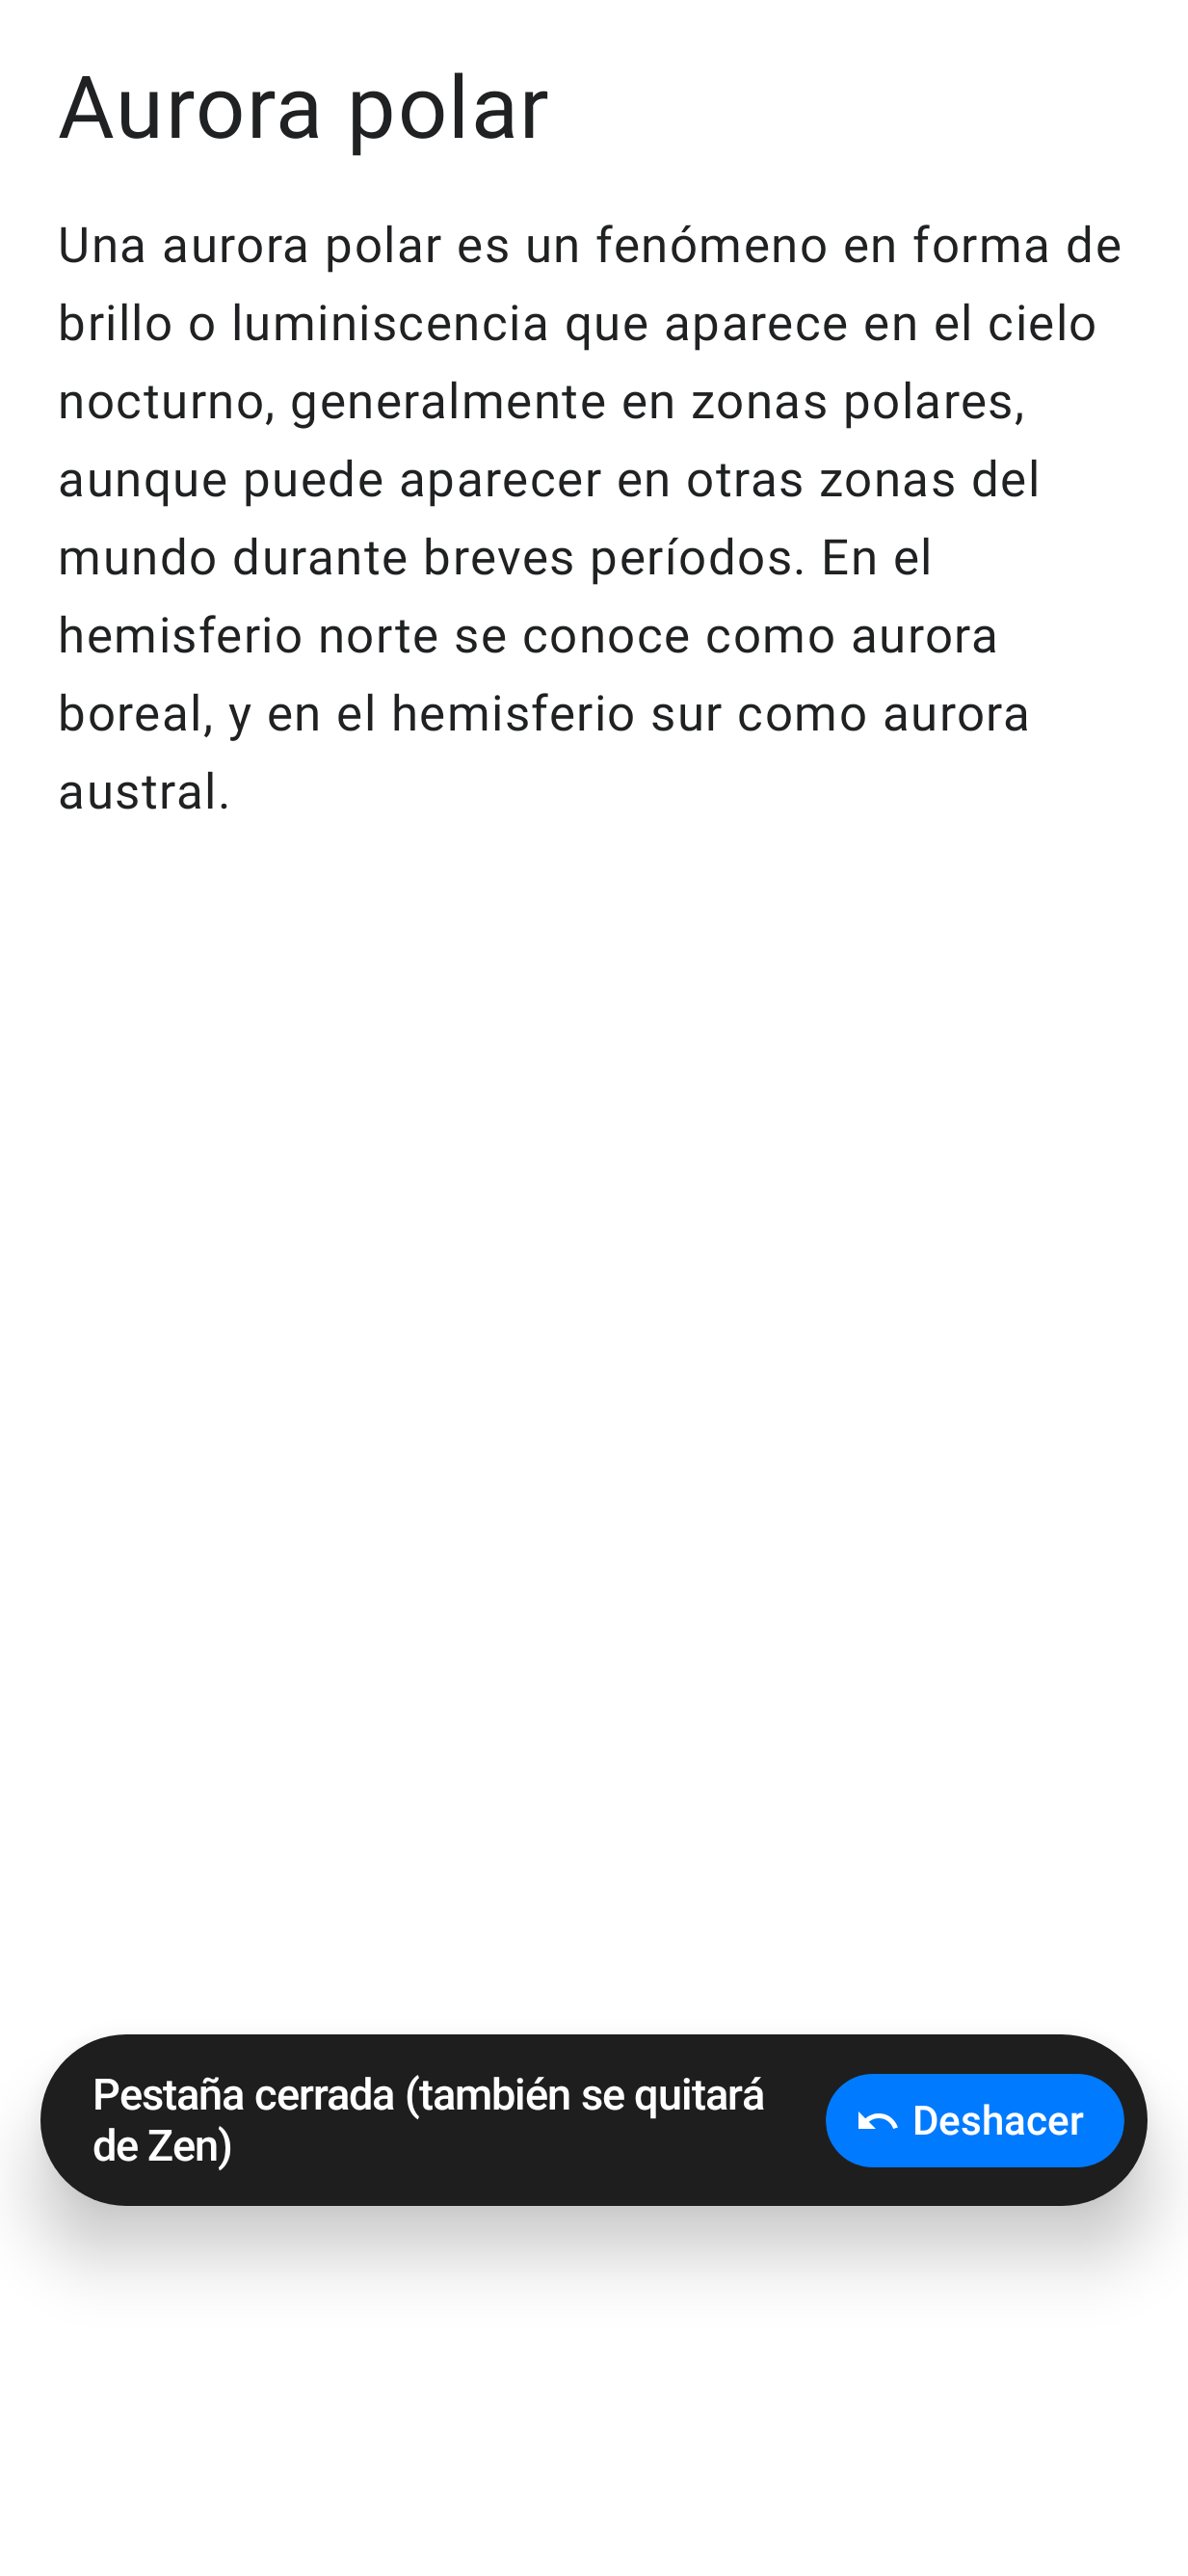 Aurora polar
Una aurora polar es un fenómeno en forma de
brillo o luminiscencia que aparece en el cielo
nocturno, generalmente en zonas polares,
aunque puede aparecer en otras zonas del
mundo durante breves períodos. En el
hemisferio norte se conoce como aurora
boreal, y en el hemisferio sur como aurora
austral.
Pestaña cerrada (también se quitará
de Zen)
Deshacer